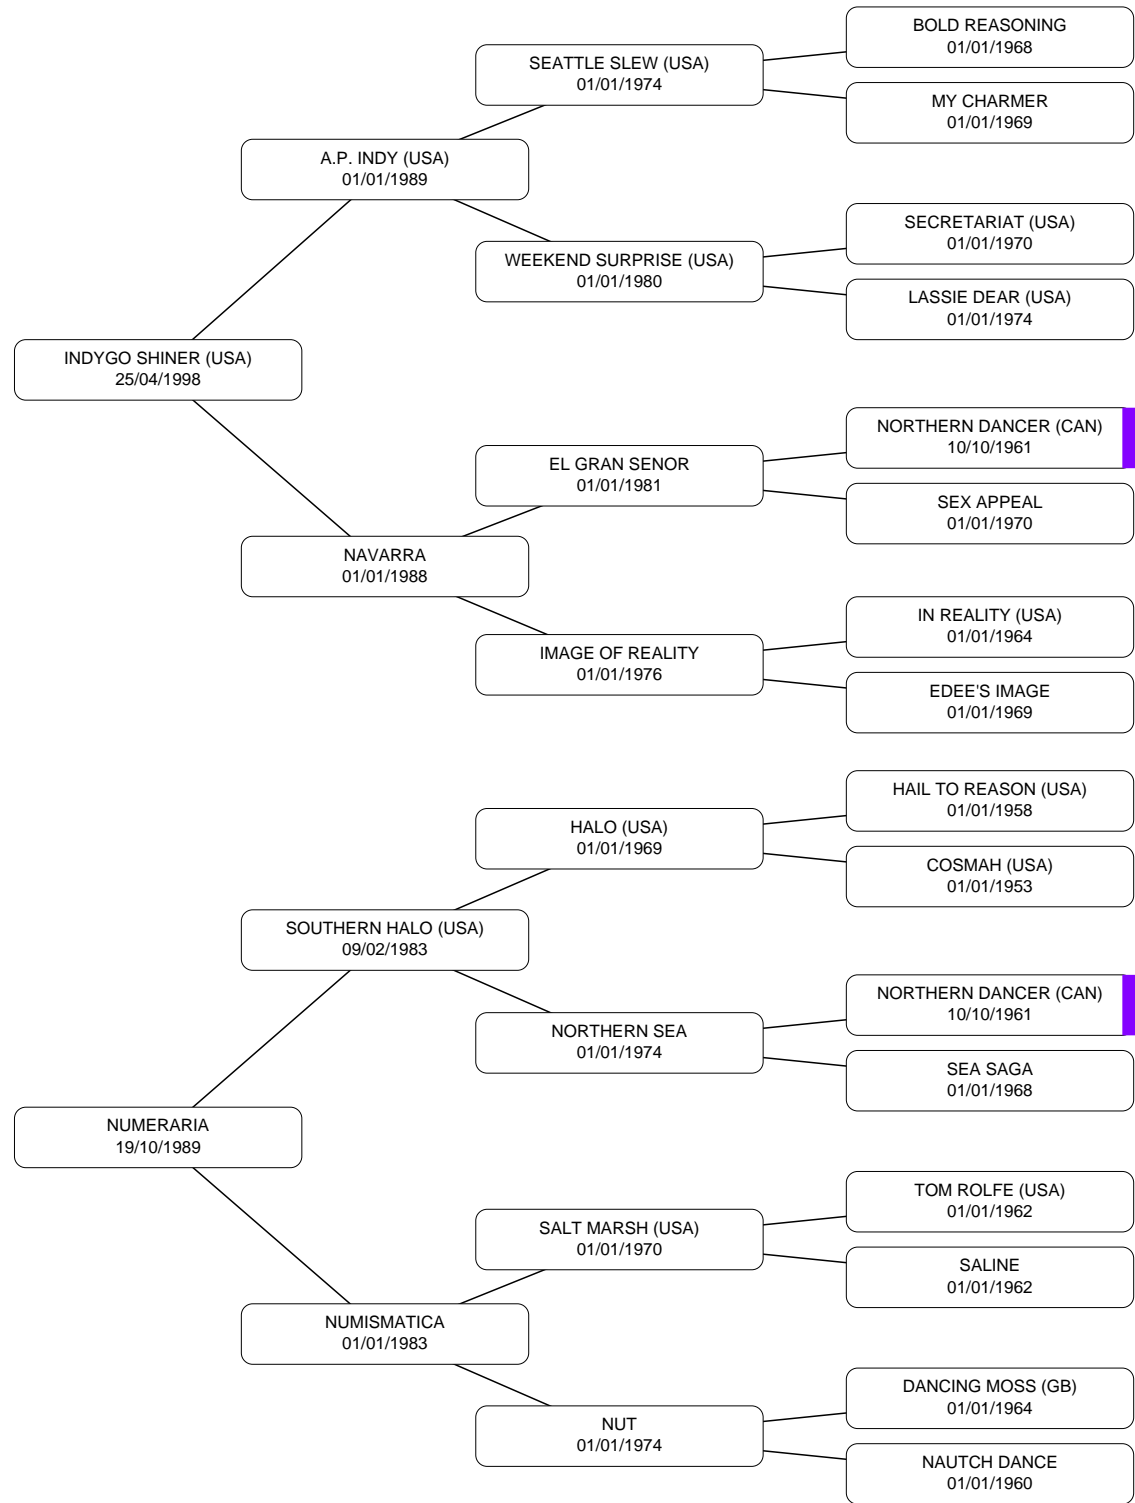 BOLD REASONING
01/01/1968
SEATTLE SLEW (USA)
01/01/1974
MY CHARMER
01/01/1969
A.P. INDY (USA)
01/01/1989
SECRETARIAT (USA)
01/01/1970
WEEKEND SURPRISE (USA)
01/01/1980
LASSIE DEAR (USA)
01/01/1974
INDYGO SHINER (USA)
25/04/1998
NORTHERN DANCER (CAN)
10/10/1961
EL GRAN SENOR
01/01/1981
SEX APPEAL
01/01/1970
NAVARRA
01/01/1988
IN REALITY (USA)
01/01/1964
IMAGE OF REALITY
01/01/1976
EDEE'S IMAGE
01/01/1969
HAIL TO REASON (USA)
01/01/1958
HALO (USA)
01/01/1969
COSMAH (USA)
01/01/1953
SOUTHERN HALO (USA)
09/02/1983
NORTHERN DANCER (CAN)
10/10/1961
NORTHERN SEA
01/01/1974
SEA SAGA
01/01/1968
NUMERARIA
19/10/1989
TOM ROLFE (USA)
01/01/1962
SALT MARSH (USA)
01/01/1970
SALINE
01/01/1962
NUMISMATICA
01/01/1983
DANCING MOSS (GB)
01/01/1964
NUT
01/01/1974
NAUTCH DANCE
01/01/1960